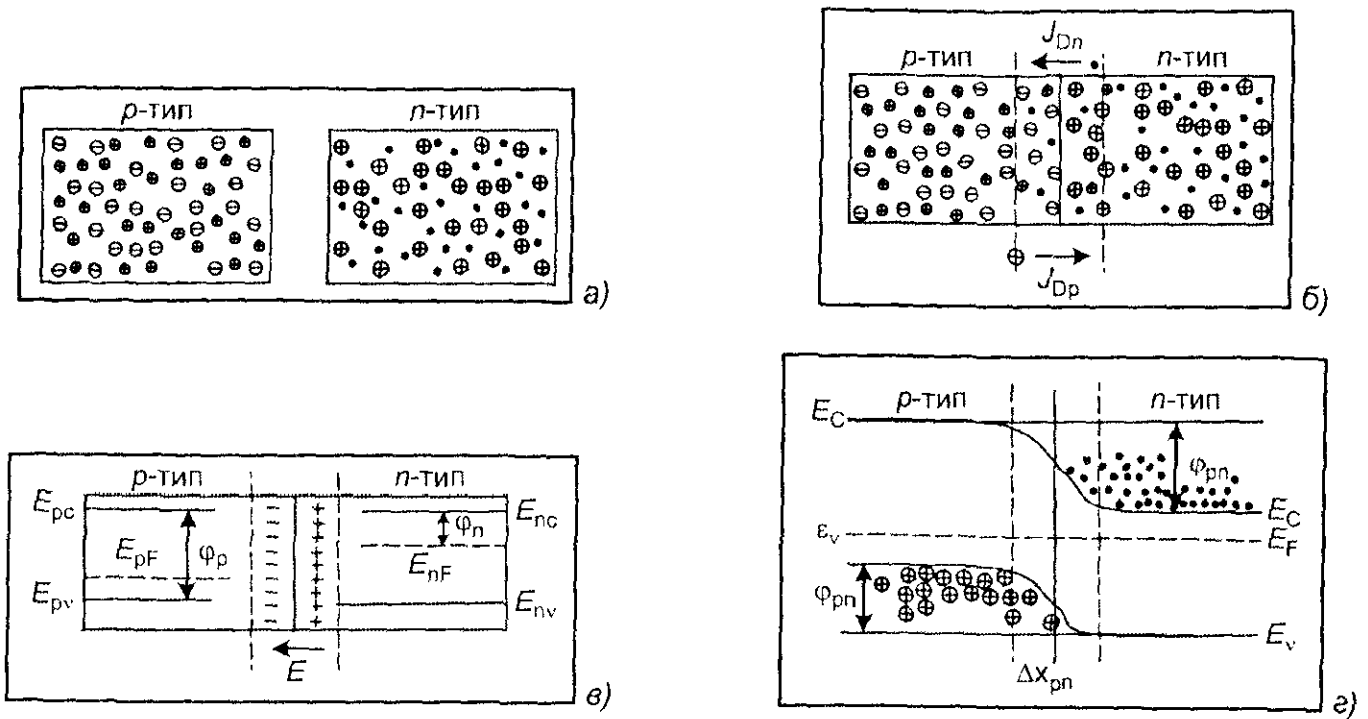 p-тип
n-тип
а)
J_Dn
p-тип
n-тип
J_Dp
б)
p-тип
n-тип
E_pc
φ_n
E_nc
E_pF
φ_p
E_nF
E_pv
E_nv
E
в)
p-тип
n-тип
E_C
φ_pn
E_C
ε_v
E_F
φ_pn
E_v
Δx_pn
г)